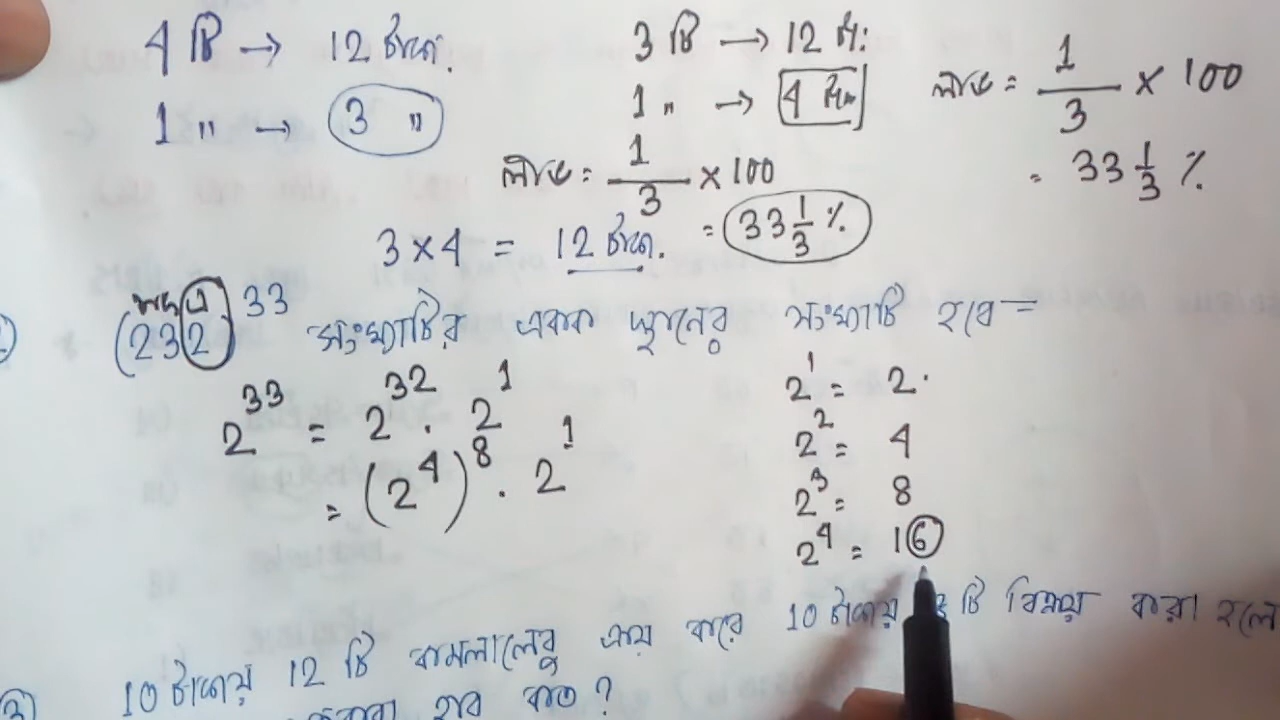 4 টি → 12 টাকা.
1 " → 3 "
3 টি → 12 টা:
1 " → 4 টাঃ
লাভ = 1/3 × 100
= 33 1/3 %
লাভ = 1/3 × 100
= 33 1/3 %
3 × 4 = 12 টাকা.
(232)^33 সংখ্যাটির একক স্থানের সংখ্যাটি হবে =
2^33 = 2^32 . 2^1
= (2^4)^8 . 2^1
2^1 = 2.
2^2 = 4
2^3 = 8
2^4 = 16
10 টাকায় 12 টি কমলালেবু ক্রয় করে 10 টাকায় টি বিক্রয় করা হলে
হার কত ?